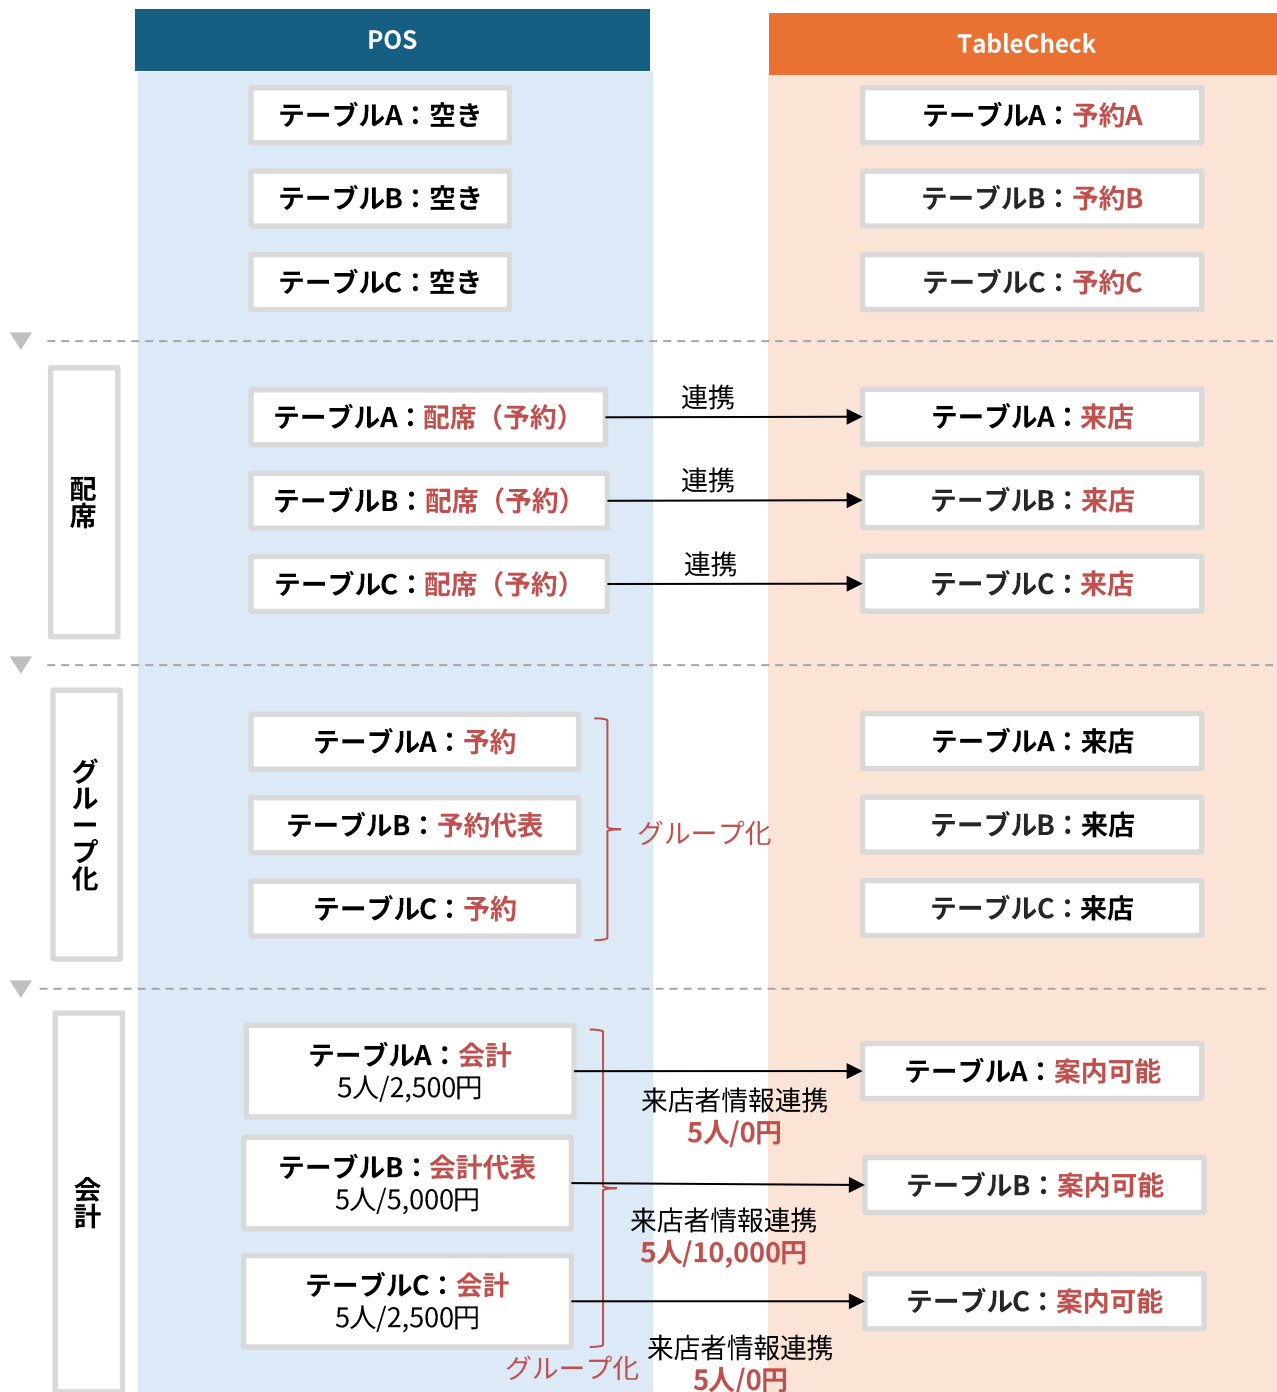 POS
TableCheck
テーブルA：空き
テーブルA：予約A
テーブルB：空き
テーブルB：予約B
テーブルC：空き
テーブルC：予約C
配席
テーブルA：配席（予約）
連携
テーブルA：来店
テーブルB：配席（予約）
連携
テーブルB：来店
テーブルC：配席（予約）
連携
テーブルC：来店
グループ化
テーブルA：予約
テーブルA：来店
テーブルB：予約代表
グループ化
テーブルB：来店
テーブルC：予約
テーブルC：来店
会計
テーブルA：会計
5人/2,500円
来店者情報連携
5人/0円
テーブルA：案内可能
テーブルB：会計代表
5人/5,000円
来店者情報連携
5人/10,000円
テーブルB：案内可能
テーブルC：会計
5人/2,500円
グループ化
来店者情報連携
5人/0円
テーブルC：案内可能